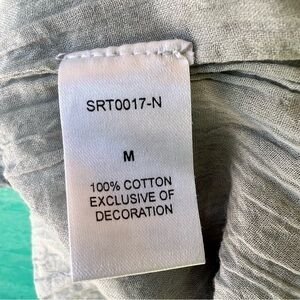 SRT0017-N
M
100% COTTON
EXCLUSIVE OF
DECORATION